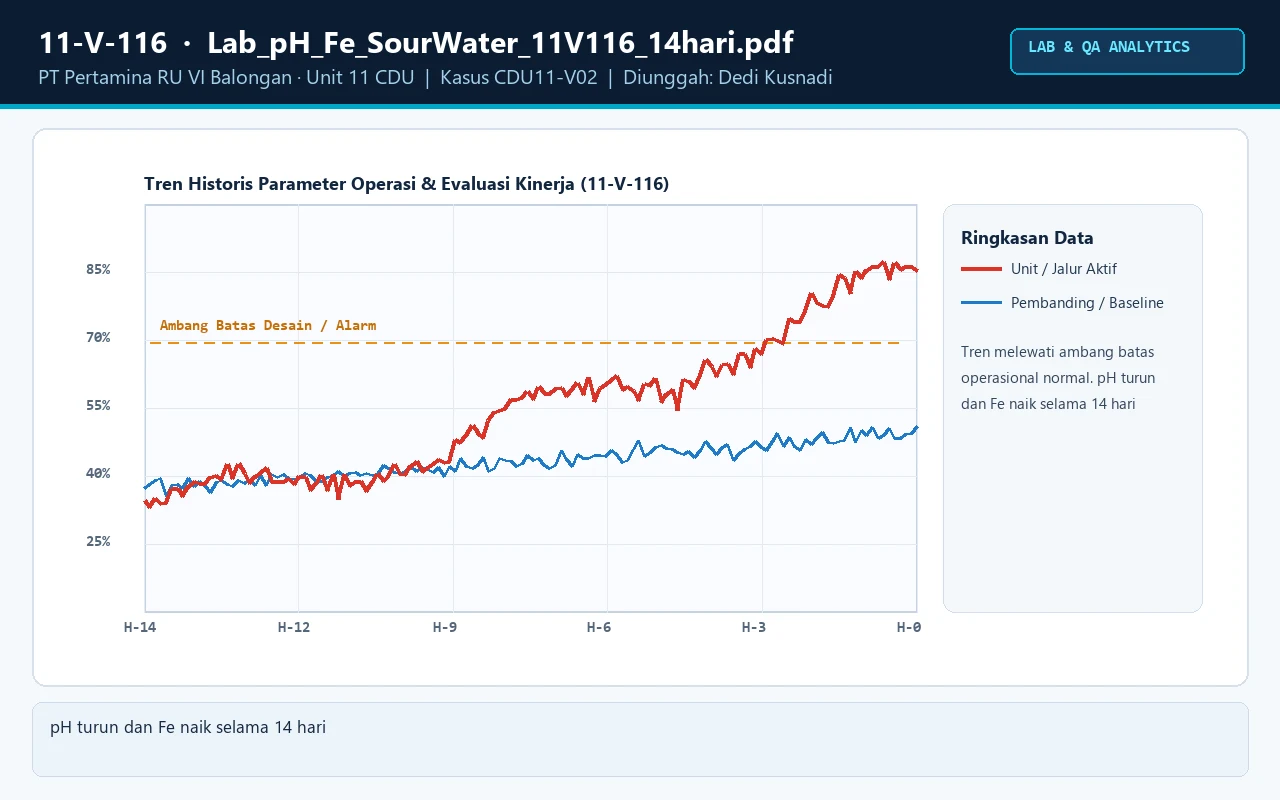 11-V-116 · Lab_pH_Fe_SourWater_11V116_14hari.pdf
PT Pertamina RU VI Balongan · Unit 11 CDU | Kasus CDU11-V02 | Diunggah: Dedi Kusnadi
LAB & QA ANALYTICS
Tren Historis Parameter Operasi & Evaluasi Kinerja (11-V-116)
85%
70%
55%
40%
25%
Ambang Batas Desain / Alarm
H-14
H-12
H-9
H-6
H-3
H-0
Ringkasan Data
Unit / Jalur Aktif
Pembanding / Baseline
Tren melewati ambang batas
operasional normal. pH turun
dan Fe naik selama 14 hari
pH turun dan Fe naik selama 14 hari